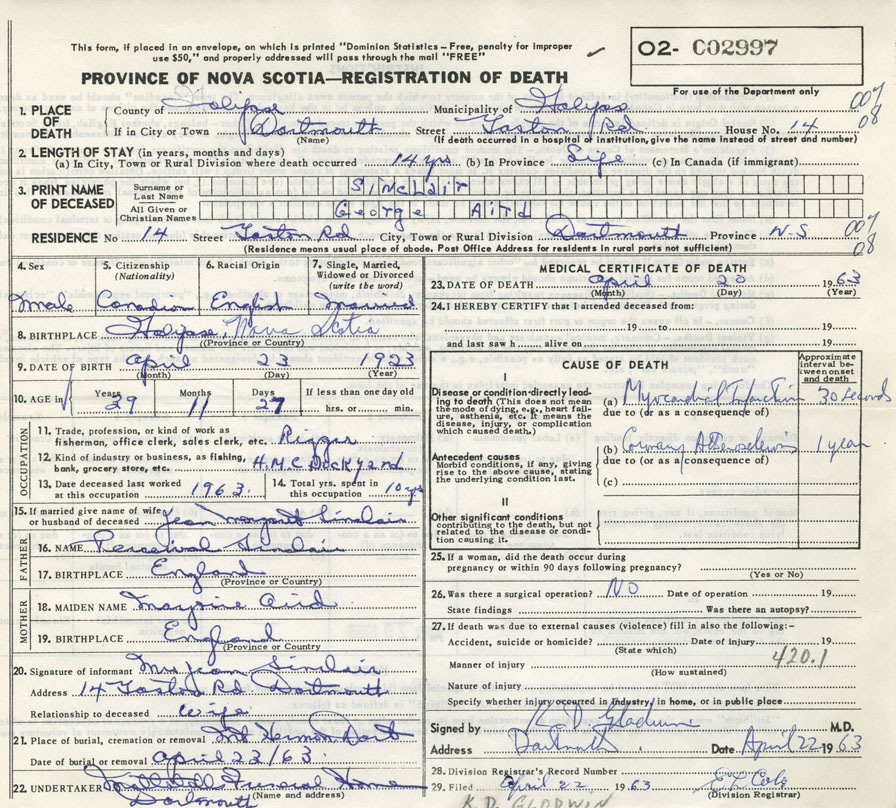 This form, if placed in an envelope, on which is printed "Dominion Statistics – Free, penalty for improper
use $50," and properly addressed will pass through the mail "FREE"
O2- C02997
PROVINCE OF NOVA SCOTIA—REGISTRATION OF DEATH
For use of the Department only
1. PLACE OF DEATH County of Halifax Municipality of Halifax 007
If in City or Town Dartmouth Street Gaston Rd House No. 14 08
(Name) (If death occurred in a hospital or institution, give the name instead of street and number)
2. LENGTH OF STAY (in years, months and days)
(a) In City, Town or Rural Division where death occurred 14 yrs (b) In Province Life (c) In Canada (if immigrant)
3. PRINT NAME OF DECEASED Surname or Last Name Sinclair
All Given or Christian Names George Aird
RESIDENCE No 14 Street Gaston Rd City, Town or Rural Division Dartmouth Province N-S 007
(Residence means usual place of abode. Post Office Address for residents in rural parts not sufficient) 08
4. Sex 5. Citizenship (Nationality) 6. Racial Origin 7. Single, Married, Widowed or Divorced (write the word)
Male Canadian English Married
8. BIRTHPLACE Halifax, Nova Scotia
(Province or Country)
9. DATE OF BIRTH April 23 1923
(Month) (Day) (Year)
10. AGE in Years 29 Months 11 Days 27 If less than one day old
hrs. or min.
OCCUPATION
11. Trade, profession, or kind of work as
fisherman, office clerk, sales clerk, etc. Rigger
12. Kind of industry or business, as fishing,
bank, grocery store, etc. H.M.C Dockyard
13. Date deceased last worked
at this occupation 1963.
14. Total yrs. spent in
this occupation 10 yrs
15. If married give name of wife
or husband of deceased Jean Margaret Sinclair
FATHER
16. NAME Percival Sinclair
17. BIRTHPLACE England
(Province or Country)
MOTHER
18. MAIDEN NAME Marjorie Aird
19. BIRTHPLACE England
(Province or Country)
20. Signature of informant Mrs Jean Sinclair
Address 14 Gaston Rd Dartmouth
Relationship to deceased Wife
21. Place of burial, cremation or removal Mt Hermon, Dart
Date of burial or removal April 23/63.
22. UNDERTAKER Funeral Home
(Name and address)
Dartmouth
MEDICAL CERTIFICATE OF DEATH
23. DATE OF DEATH April 20 1963
(Month) (Day) (Year)
24. I HEREBY CERTIFY that I attended deceased from:
19 to 19
and last saw h alive on 19
CAUSE OF DEATH
Approximate interval between onset and death
I
Disease or condition directly leading to death (This does not mean the mode of dying, e.g., heart failure, asthenia, etc. It means the disease, injury, or complication which caused death.)
(a) Myocardial Infarction 30 seconds
due to (or as a consequence of)
Antecedent causes
Morbid conditions, if any, giving rise to the above cause, stating the underlying condition last.
(b) Coronary Atherosclerosis 1 year
due to (or as a consequence of)
(c)
II
Other significant conditions
contributing to the death, but not related to the disease or condition causing it.
25. If a woman, did the death occur during
pregnancy or within 90 days following pregnancy?
(Yes or No)
26. Was there a surgical operation? NO Date of operation 19
State findings Was there an autopsy?
27. If death was due to external causes (violence) fill in also the following:–
Accident, suicide or homicide? Date of injury 19
(State which)
420.1
Manner of injury
(How sustained)
Nature of injury
Specify whether injury occurred in industry, in home, or in public place
Signed by K D Gladwin M.D.
Address Dartmouth Date April 22 1963
28. Division Registrar's Record Number
29. Filed April 22 1963
(Division Registrar)
K.D. GLADWIN